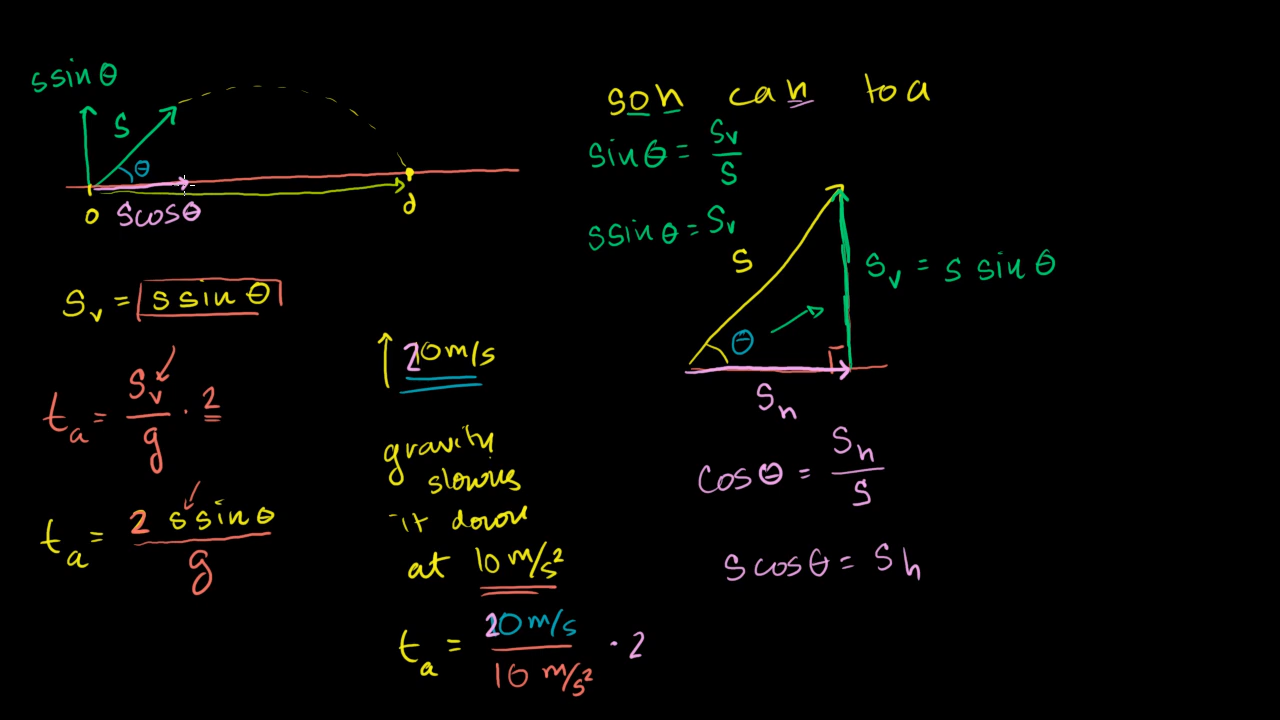 s sin θ
S
θ
0
s cos θ
d
S_v = s sin θ
t_a = S_v / g · 2
t_a = 2 s sin θ / g
20 m/s
gravity
slows
it down
at 10 m/s²
t_a = 20 m/s / 10 m/s² · 2
soh cah toa
sin θ = S_v / S
s sin θ = S_v
S
θ
S_v = s sin θ
S_h
cos θ = S_h / S
s cos θ = S_h